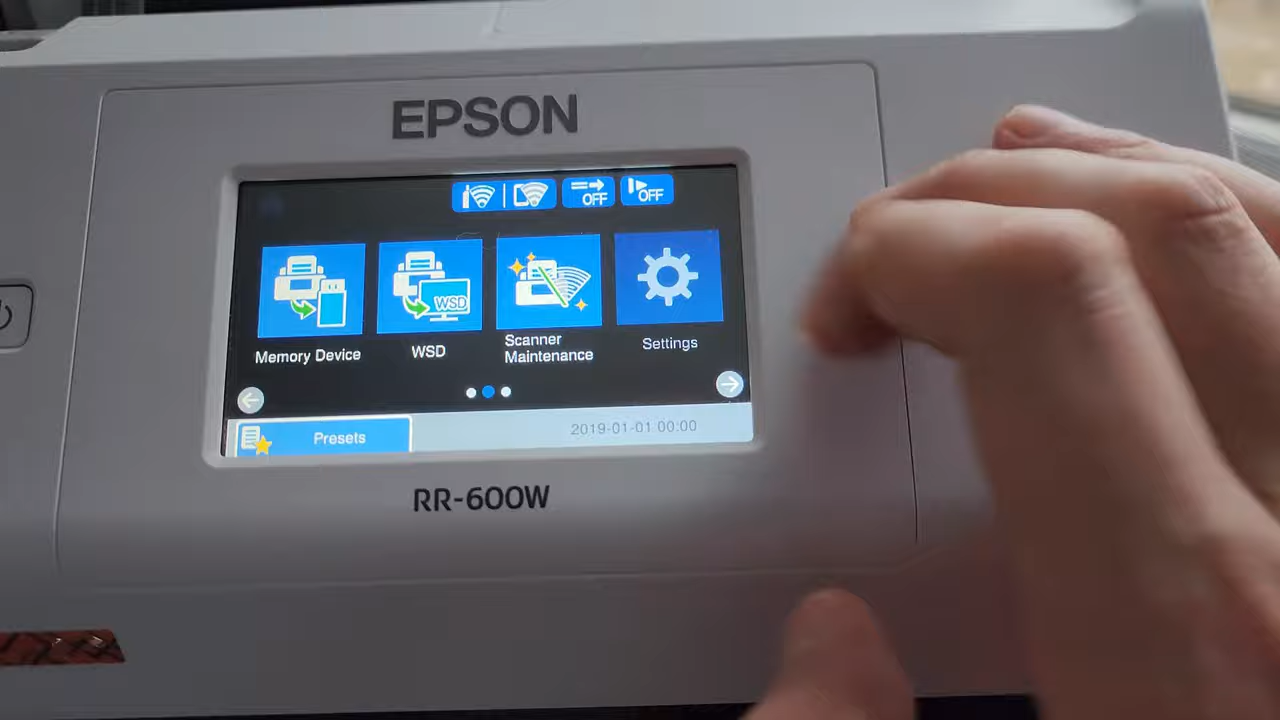 EPSON
OFF
OFF
WSD
Memory Device
WSD
Scanner
Maintenance
Settings
Presets
2019-01-01 00:00
RR-600W